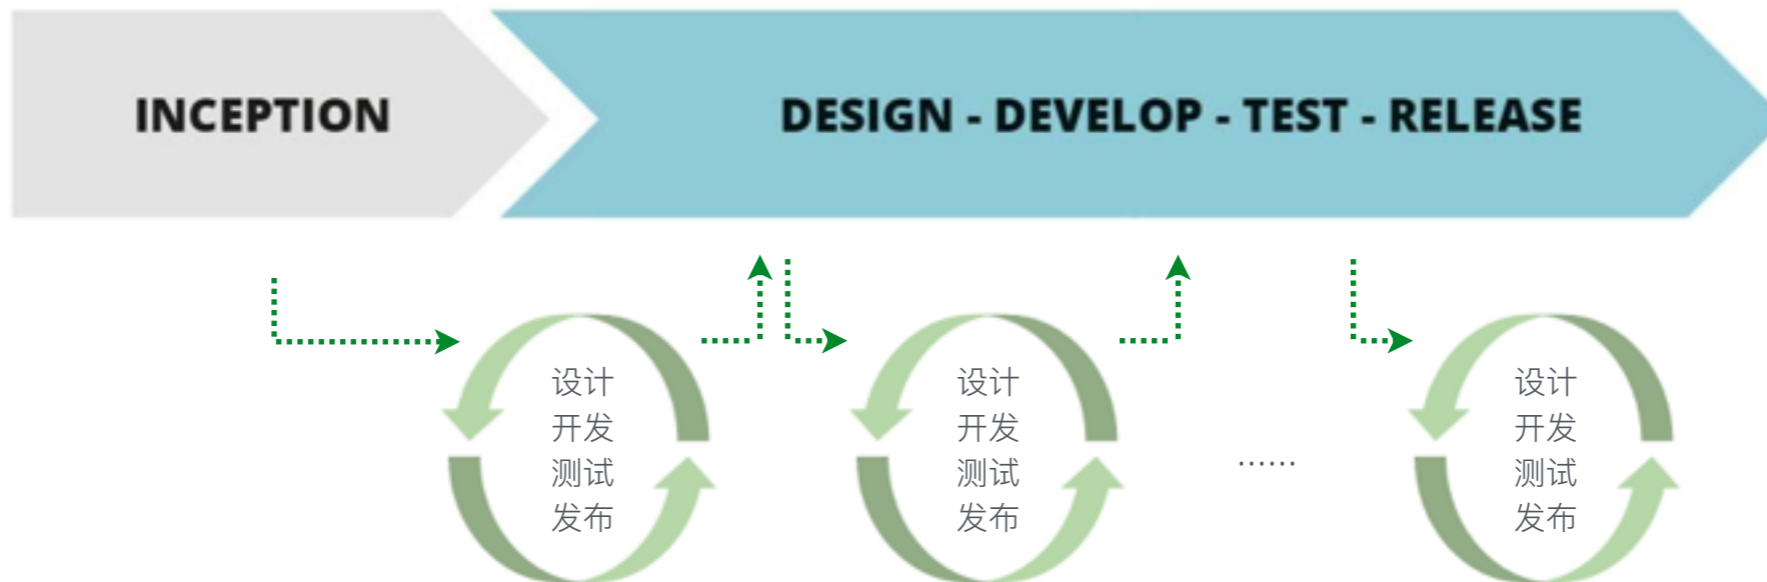 INCEPTION
DESIGN - DEVELOP - TEST - RELEASE
设计
开发
测试
发布
设计
开发
测试
发布
……
设计
开发
测试
发布